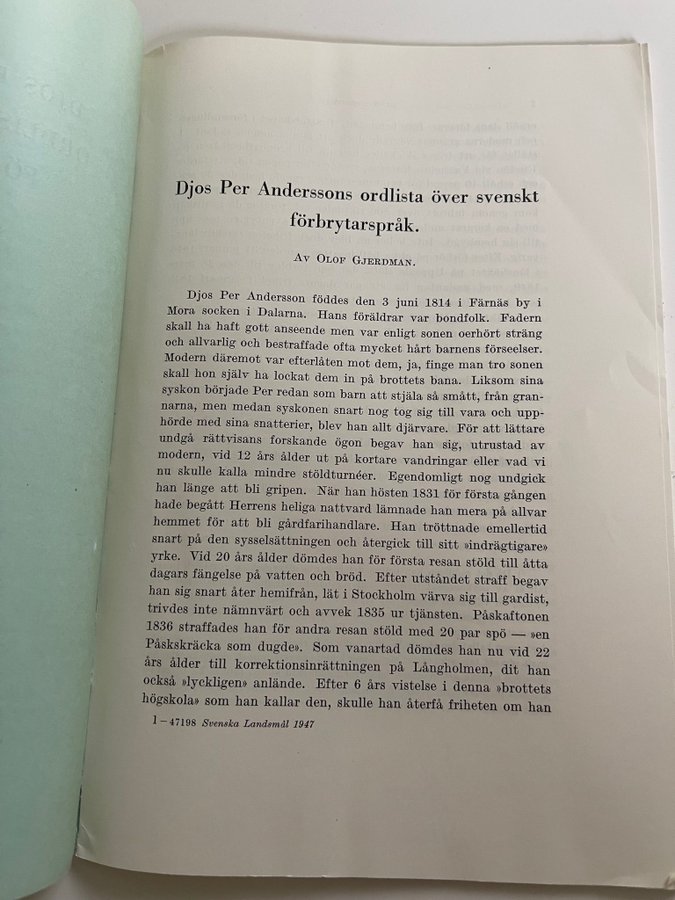 Djos Per Anderssons ordlista över svenskt
förbrytarspråk.
Av Olof Gjerdman.
Djos Per Andersson föddes den 3 juni 1814 i Färnäs by i
Mora socken i Dalarna. Hans föräldrar var bondfolk. Fadern
skall ha haft gott anseende men var enligt sonen oerhört sträng
och allvarlig och bestraffade ofta mycket hårt barnens förseelser.
Modern däremot var efterlåten mot dem, ja, finge man tro sonen
skall hon själv ha lockat dem in på brottets bana. Liksom sina
syskon började Per redan som barn att stjäla så smått, från gran-
narna, men medan syskonen snart nog tog sig till vara och upp-
hörde med sina snatterier, blev han allt djärvare. För att lättare
undgå rättvisans forskande ögon begav han sig, utrustad av
modern, vid 12 års ålder ut på kortare vandringar eller vad vi
nu skulle kalla mindre stöldturnéer. Egendomligt nog undgick
han länge att bli gripen. När han hösten 1831 för första gången
hade begått Herrens heliga nattvard lämnade han mera på allvar
hemmet för att bli gårdfarihandlare. Han tröttnade emellertid
snart på den sysselsättningen och återgick till sitt »indrägtigare»
yrke. Vid 20 års ålder dömdes han för första resan stöld till åtta
dagars fängelse på vatten och bröd. Efter utståndet straff begav
han sig snart åter hemifrån, lät i Stockholm värva sig till gardist,
trivdes inte nämnvärt och avvek 1835 ur tjänsten. Påskaftonen
1836 straffades han för andra resan stöld med 20 par spö — »en
Påskskräcka som dugde». Som vanartad dömdes han nu vid 22
års ålder till korrektionsinrättningen på Långholmen, dit han
också »lyckligen» anlände. Efter 6 års vistelse i denna »brottets
högskola» som han kallar den, skulle han återfå friheten om han
1 – 47198 Svenska Landsmål 1947